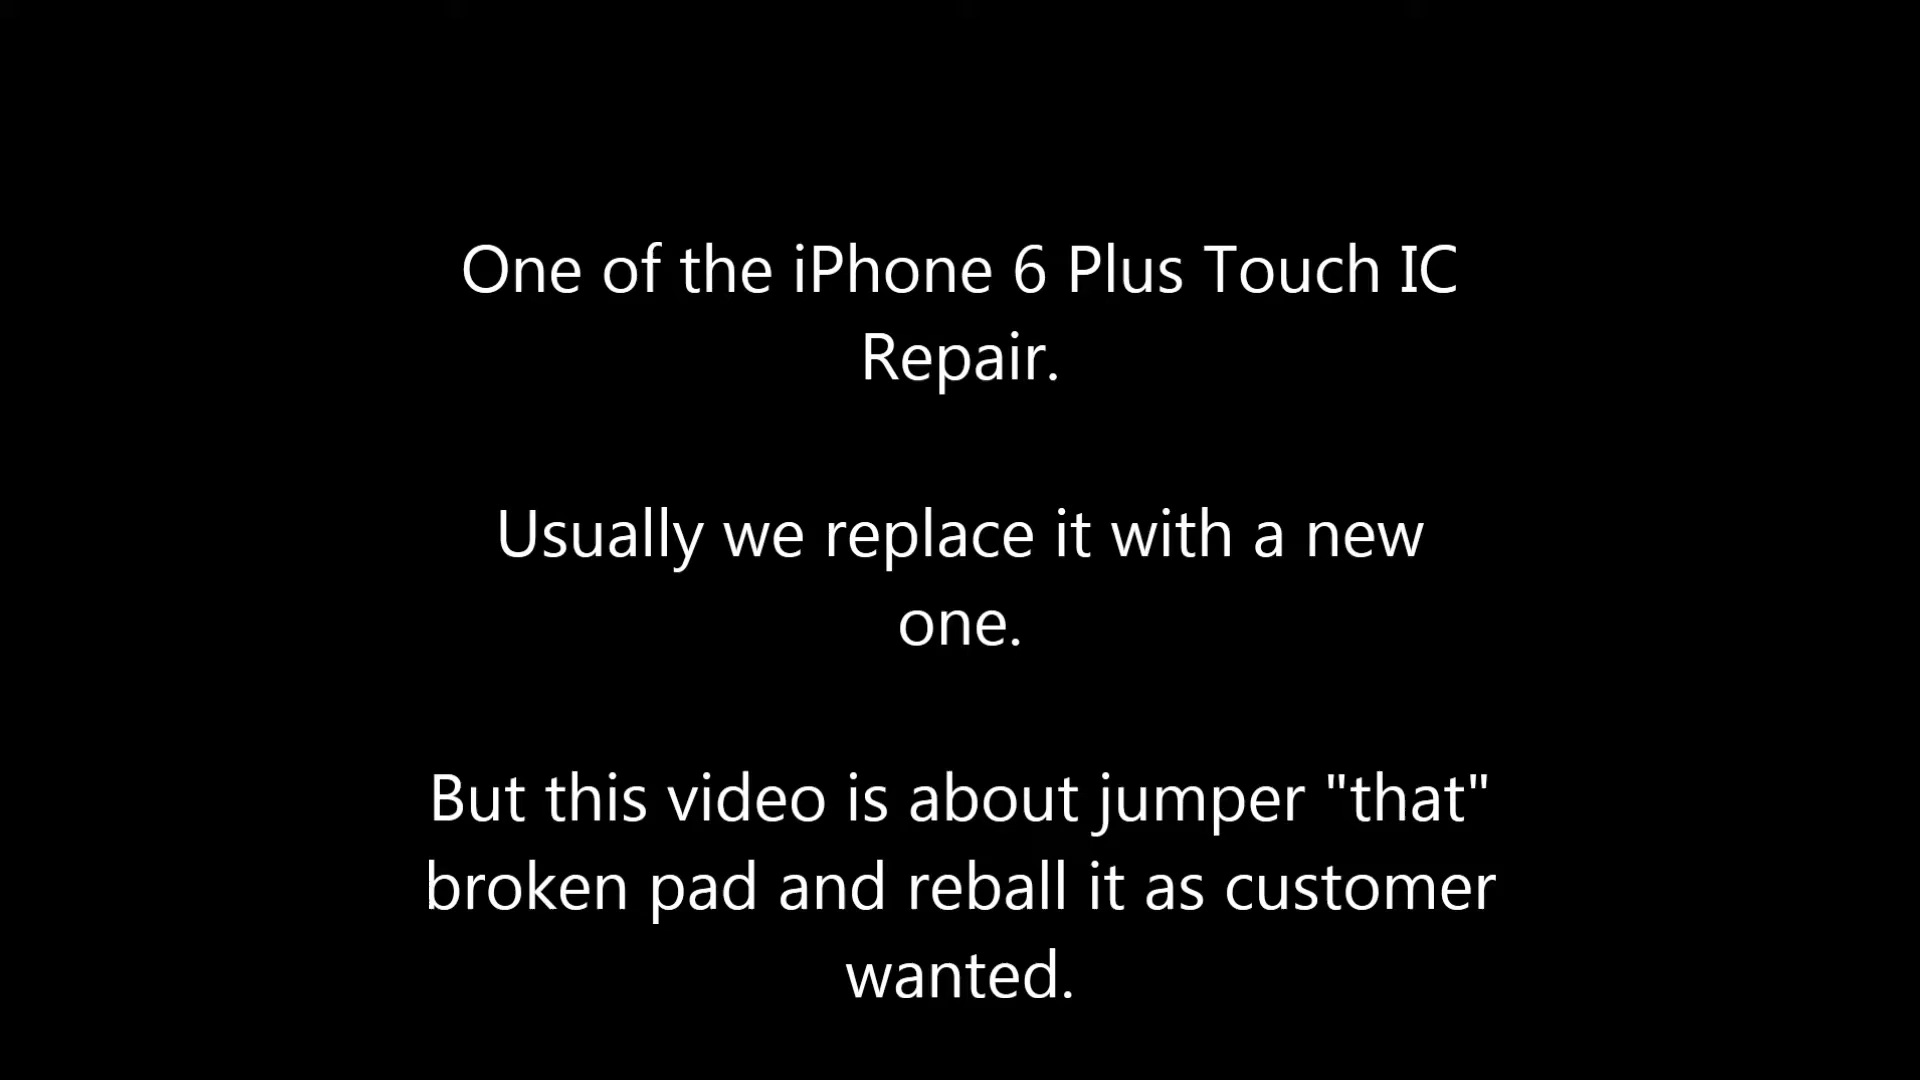 One of the iPhone 6 Plus Touch IC
Repair.
Usually we replace it with a new
one.
But this video is about jumper "that"
broken pad and reball it as customer
wanted.